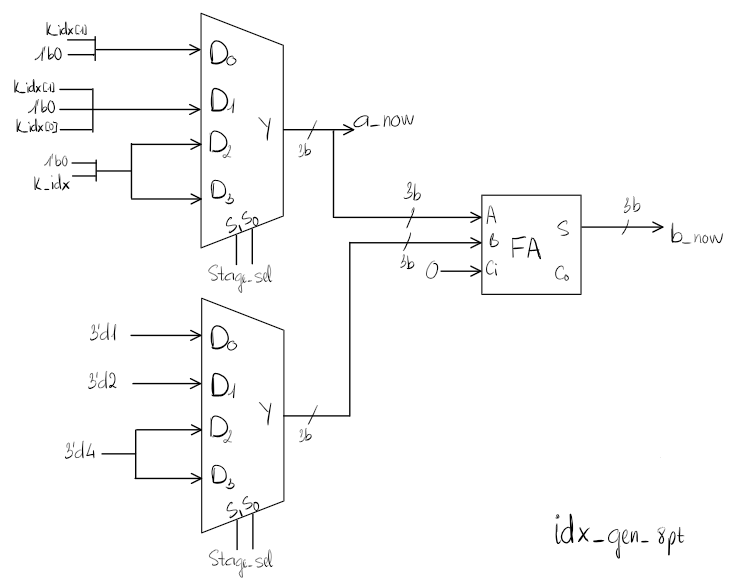 K_idx[1]
1'b0
D0
K_idx[1]
1'b0
K_idx[0]
D1
1'b0
K_idx
D2
D3
Y
S1 S0
Stage_sel
3b
a_now
3b
3b
0
A
B
Ci
FA
S
Co
3b
b_now
3'd1
D0
3'd2
D1
3'd4
D2
D3
Y
S1 S0
Stage_sel
3b
idx_gen_8pt